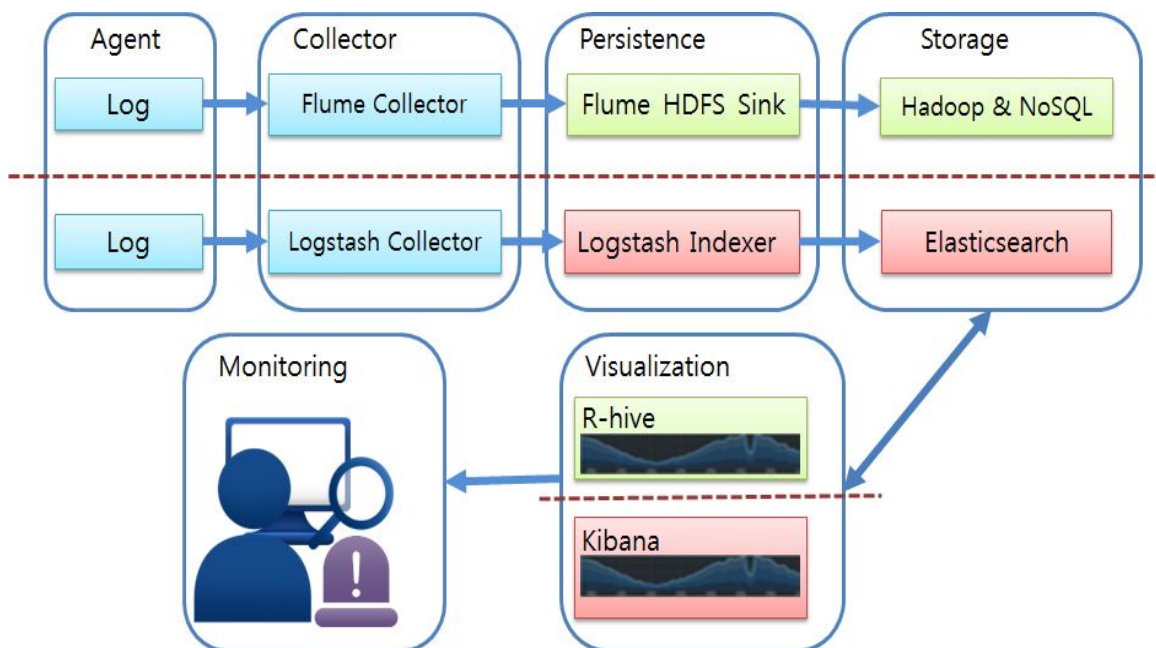 Agent
Collector
Persistence
Storage
Log
Flume Collector
Flume HDFS Sink
Hadoop & NoSQL
Log
Logstash Collector
Logstash Indexer
Elasticsearch
Monitoring
Visualization
R-hive
Kibana
!